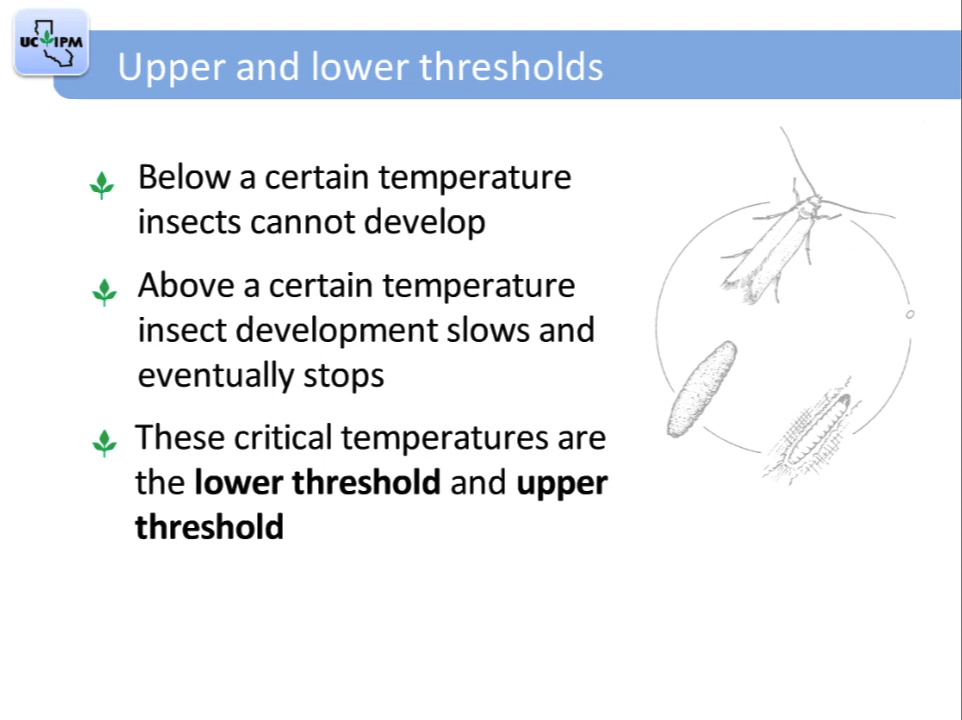 UC IPM
Upper and lower thresholds
Below a certain temperature
insects cannot develop
Above a certain temperature
insect development slows and
eventually stops
These critical temperatures are
the lower threshold and upper
threshold